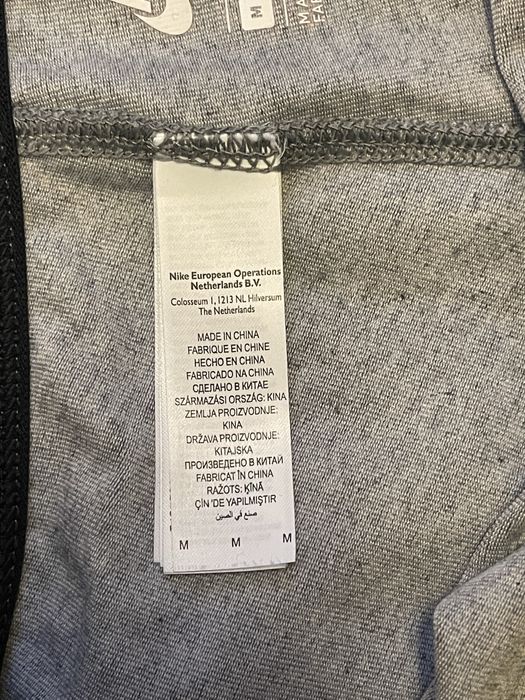 M
Nike European Operations
Netherlands B.V.
Colosseum 1, 1213 NL Hilversum
The Netherlands
MADE IN CHINA
FABRIQUE EN CHINE
HECHO EN CHINA
FABRICADO NA CHINA
СДЕЛАНО В КИТАЕ
SZÁRMAZÁSI ORSZÁG: KINA
ZEMLJA PROIZVODNJE:
KINA
DRŽAVA PROIZVODNJE:
KITAJSKA
ПРОИЗВЕДЕНО В КИТАЙ
FABRICAT ÎN CHINA
RAŽOTS: ĶĪNĀ
ÇİN 'DE YAPILMIŞTIR
صنع في الصين
M M M